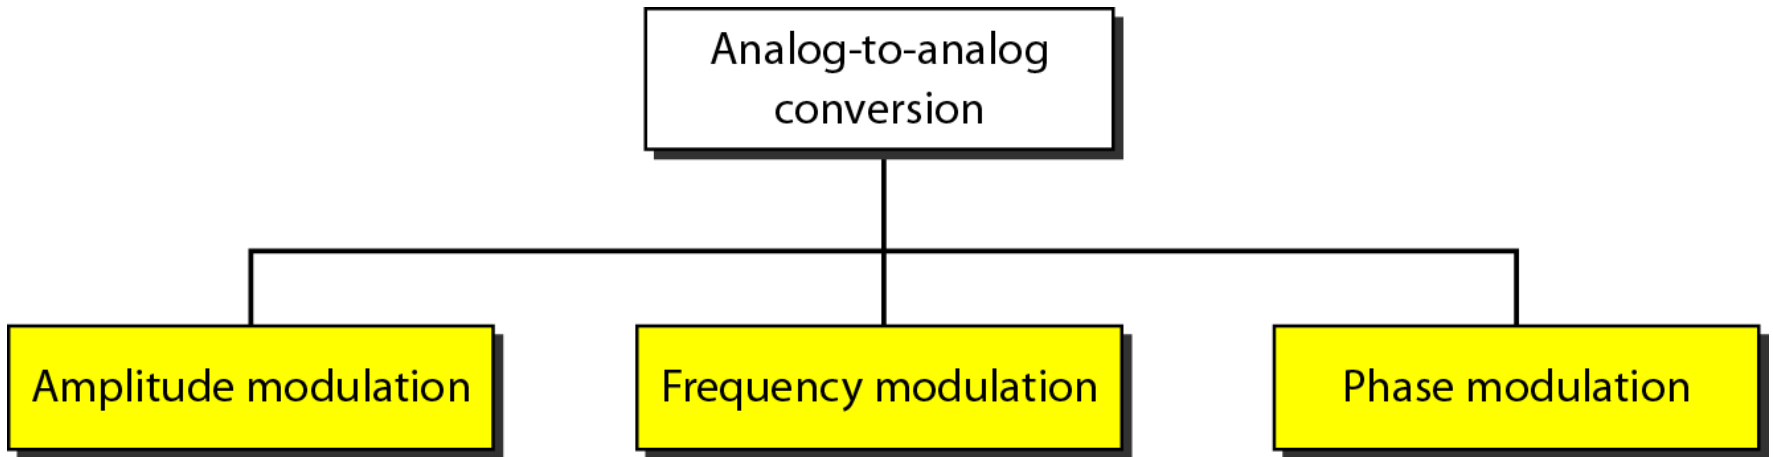 Analog-to-analog
conversion
Amplitude modulation
Frequency modulation
Phase modulation